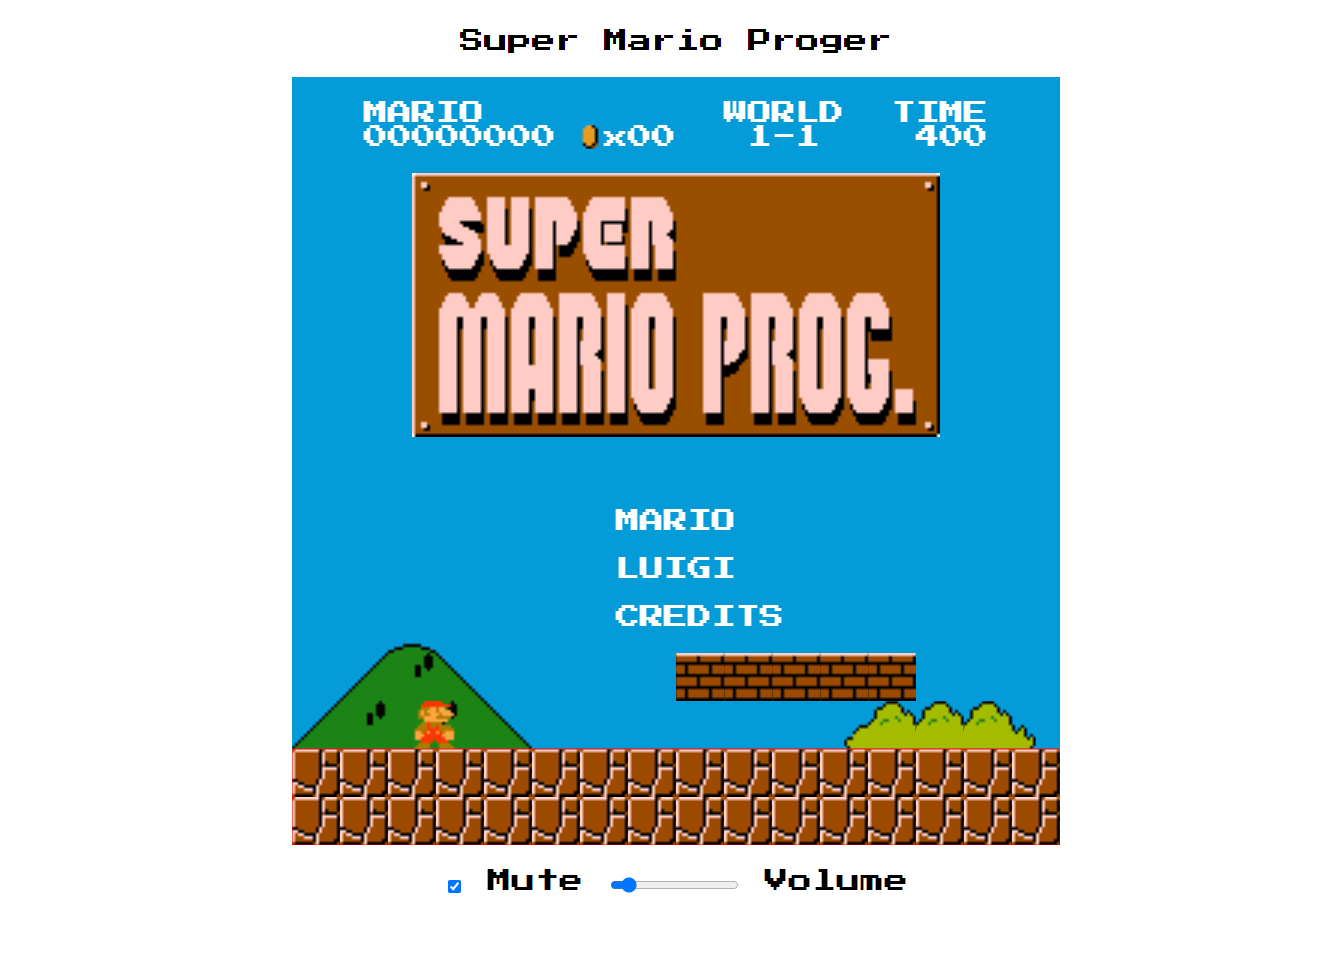 Super Mario Proger
MARIO WORLD TIME
00000000 x00 1-1 400
SUPER
MARIO PROG.
MARIO
LUIGI
CREDITS
Mute Volume